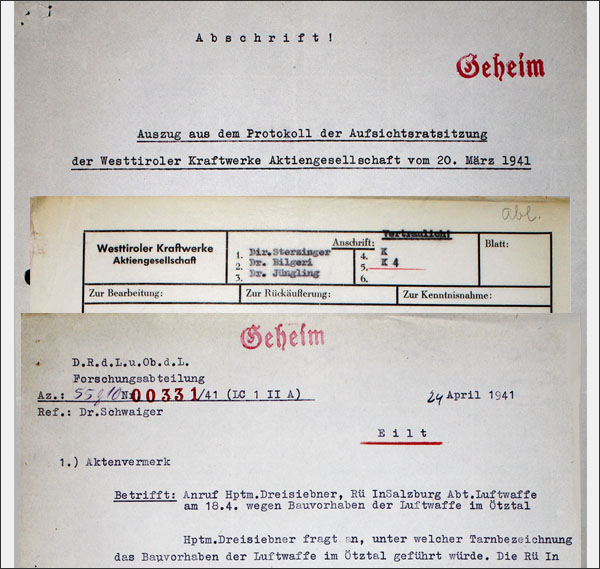 Abschrift!
Geheim
Auszug aus dem Protokoll der Aufsichtsratsitzung
der Westtiroler Kraftwerke Aktiengesellschaft vom 20. März 1941
abl.
Vertraulich!
Westtiroler Kraftwerke
Aktiengesellschaft
Anschrift:
1. Dir.Sterzinger
2. Dr. Bilgeri
3. Dr. Jüngling
4. K
5. K 4
6.
Blatt:
Zur Bearbeitung:
Zur Rückäußerung:
Zur Kenntnisnahme:
Geheim
D.R.d.L.u.Ob.d.L.
Forschungsabteilung
Az.: 55 Nr 00331/41 (LC 1 II A)
24 April 1941
Ref.: Dr.Schwaiger
Eilt
1.) Aktenvermerk
Betrifft: Anruf Hptm.Dreisiebner, Rü InSalzburg Abt.Luftwaffe
am 18.4. wegen Bauvorhaben der Luftwaffe im Ötztal
Hptm.Dreisiebner fragt an, unter welcher Tarnbezeichnung
das Bauvorhaben der Luftwaffe im Ötztal geführt würde. Die Rü In